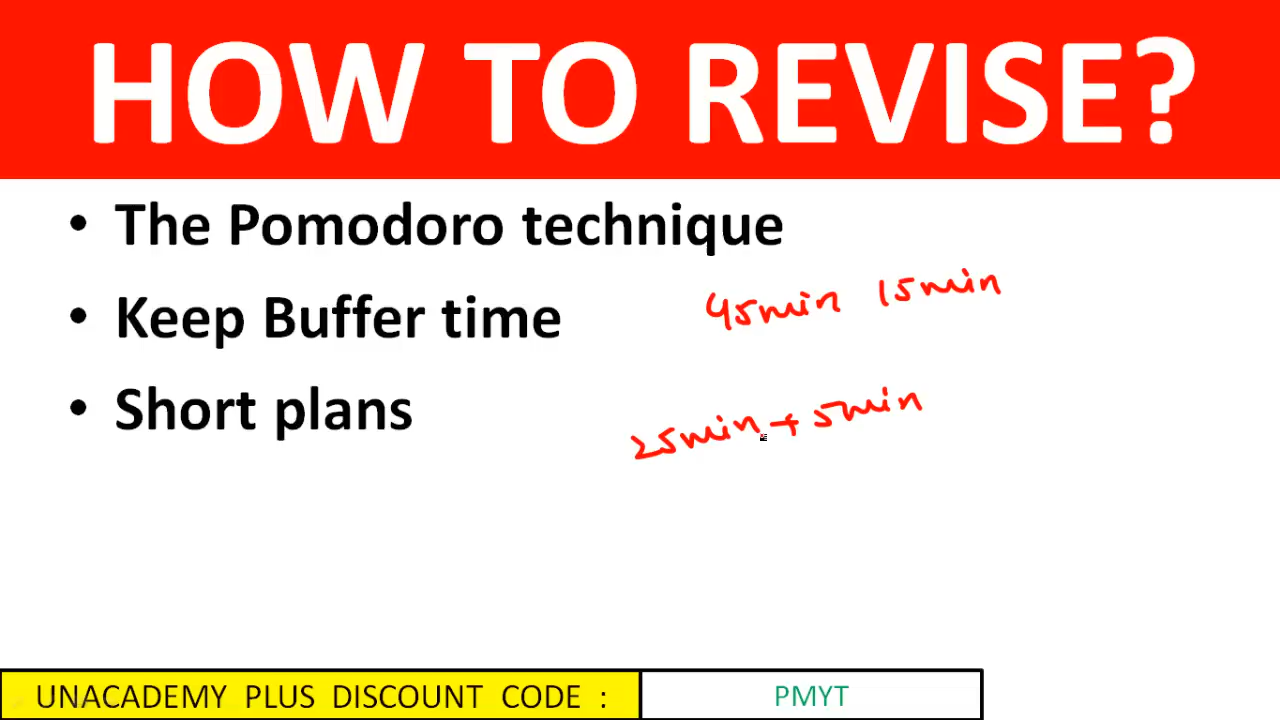 HOW TO REVISE?
• The Pomodoro technique
45min 15min
• Keep Buffer time
25min + 5min
• Short plans
UNACADEMY PLUS DISCOUNT CODE : PMYT